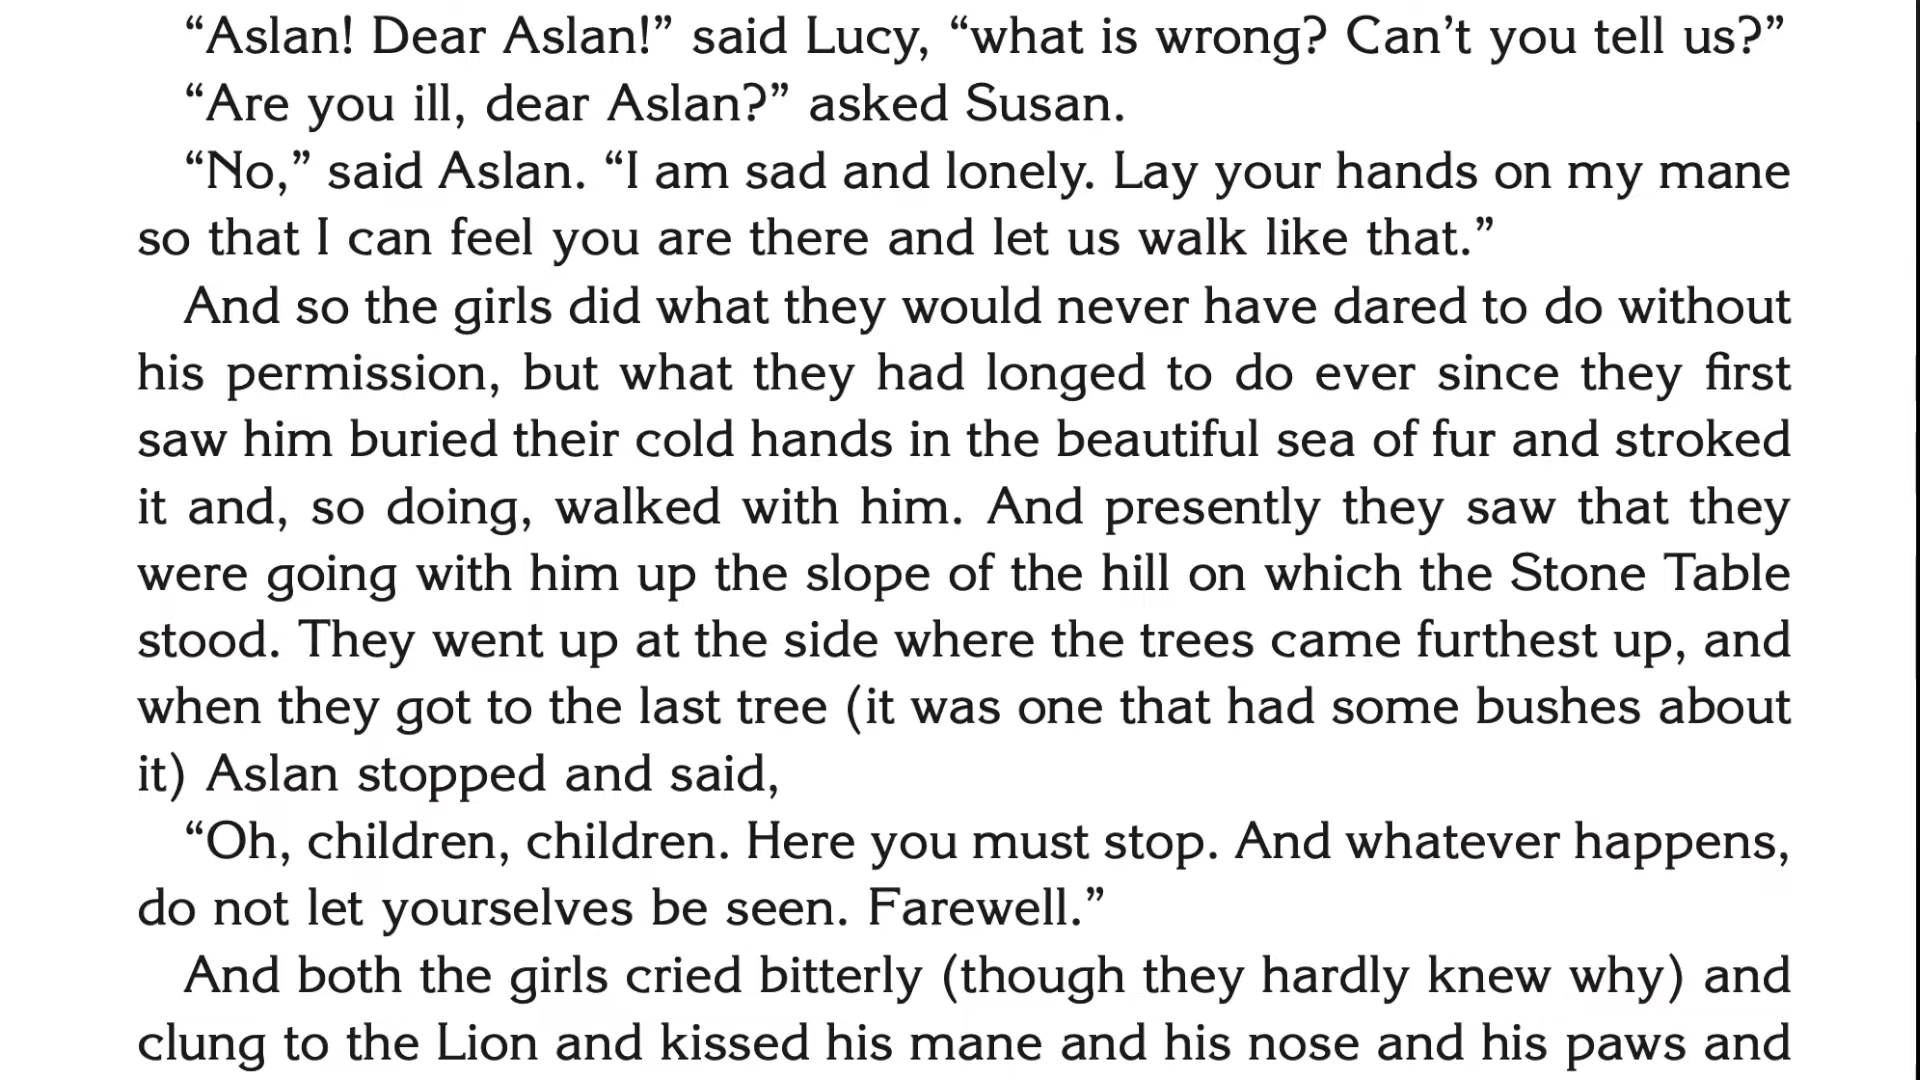 “Aslan! Dear Aslan!” said Lucy, “what is wrong? Can’t you tell us?”
“Are you ill, dear Aslan?” asked Susan.
“No,” said Aslan. “I am sad and lonely. Lay your hands on my mane
so that I can feel you are there and let us walk like that.”
And so the girls did what they would never have dared to do without
his permission, but what they had longed to do ever since they first
saw him buried their cold hands in the beautiful sea of fur and stroked
it and, so doing, walked with him. And presently they saw that they
were going with him up the slope of the hill on which the Stone Table
stood. They went up at the side where the trees came furthest up, and
when they got to the last tree (it was one that had some bushes about
it) Aslan stopped and said,
“Oh, children, children. Here you must stop. And whatever happens,
do not let yourselves be seen. Farewell.”
And both the girls cried bitterly (though they hardly knew why) and
clung to the Lion and kissed his mane and his nose and his paws and